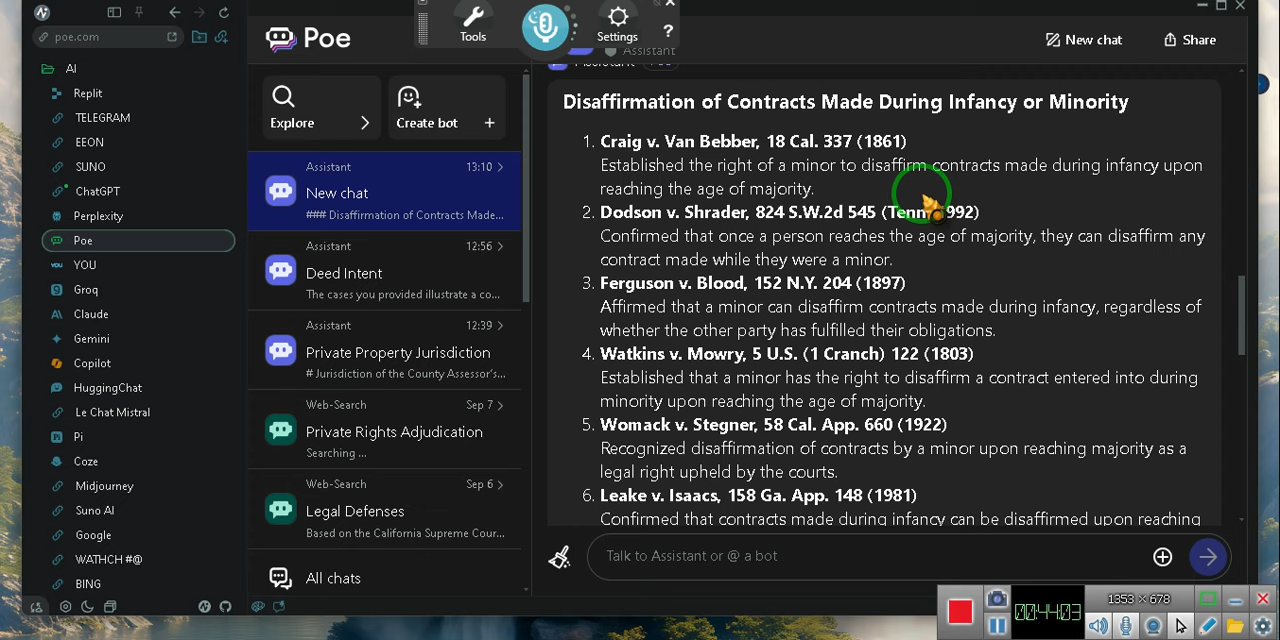 poe.com
AI
Replit
TELEGRAM
EEON
SUNO
ChatGPT
Perplexity
Poe
YOU
Groq
Claude
Gemini
Copilot
HuggingChat
Le Chat Mistral
Pi
Coze
Midjourney
Suno AI
Google
WATHCH #@
BING
Poe
Explore
Create bot
Assistant 13:10
New chat
### Disaffirmation of Contracts Made...
Assistant 12:56
Deed Intent
The cases you provided illustrate a co...
Assistant 12:39
Private Property Jurisdiction
# Jurisdiction of the County Assessor's...
Web-Search Sep 7
Private Rights Adjudication
Searching ...
Web-Search Sep 6
Legal Defenses
Based on the California Supreme Cour...
All chats
Tools
Settings
?
Assistant
New chat
Share
Disaffirmation of Contracts Made During Infancy or Minority
1. Craig v. Van Bebber, 18 Cal. 337 (1861)
Established the right of a minor to disaffirm contracts made during infancy upon
reaching the age of majority.
2. Dodson v. Shrader, 824 S.W.2d 545 (Tenn. 1992)
Confirmed that once a person reaches the age of majority, they can disaffirm any
contract made while they were a minor.
3. Ferguson v. Blood, 152 N.Y. 204 (1897)
Affirmed that a minor can disaffirm contracts made during infancy, regardless of
whether the other party has fulfilled their obligations.
4. Watkins v. Mowry, 5 U.S. (1 Cranch) 122 (1803)
Established that a minor has the right to disaffirm a contract entered into during
minority upon reaching the age of majority.
5. Womack v. Stegner, 58 Cal. App. 660 (1922)
Recognized disaffirmation of contracts by a minor upon reaching majority as a
legal right upheld by the courts.
6. Leake v. Isaacs, 158 Ga. App. 148 (1981)
Confirmed that contracts made during infancy can be disaffirmed upon reaching
Talk to Assistant or @ a bot
00:44:03
1353 × 678